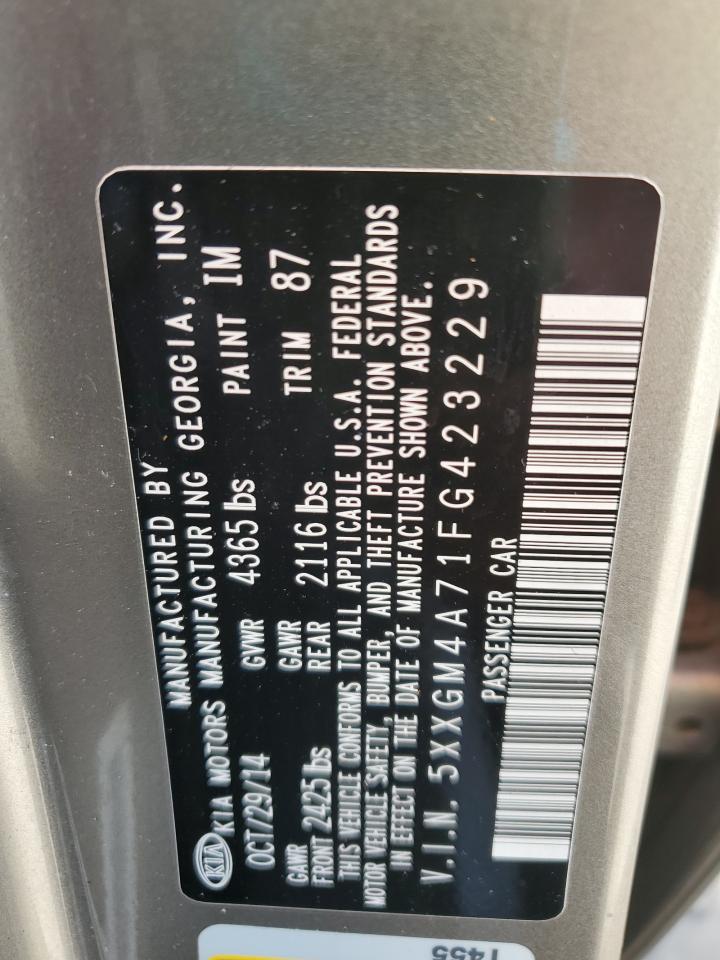 MANUFACTURED BY
KIA KIA MOTORS MANUFACTURING GEORGIA, INC.
OCT/29/14 GVWR 4365 lbs PAINT IM
GAWR FRONT 2425 lbs GAWR REAR 2116 lbs TRIM 87
THIS VEHICLE CONFORMS TO ALL APPLICABLE U.S.A. FEDERAL
MOTOR VEHICLE SAFETY, BUMPER, AND THEFT PREVENTION STANDARDS
IN EFFECT ON THE DATE OF MANUFACTURE SHOWN ABOVE.
V.I.N. 5XXGM4A71FG423229
PASSENGER CAR
1455